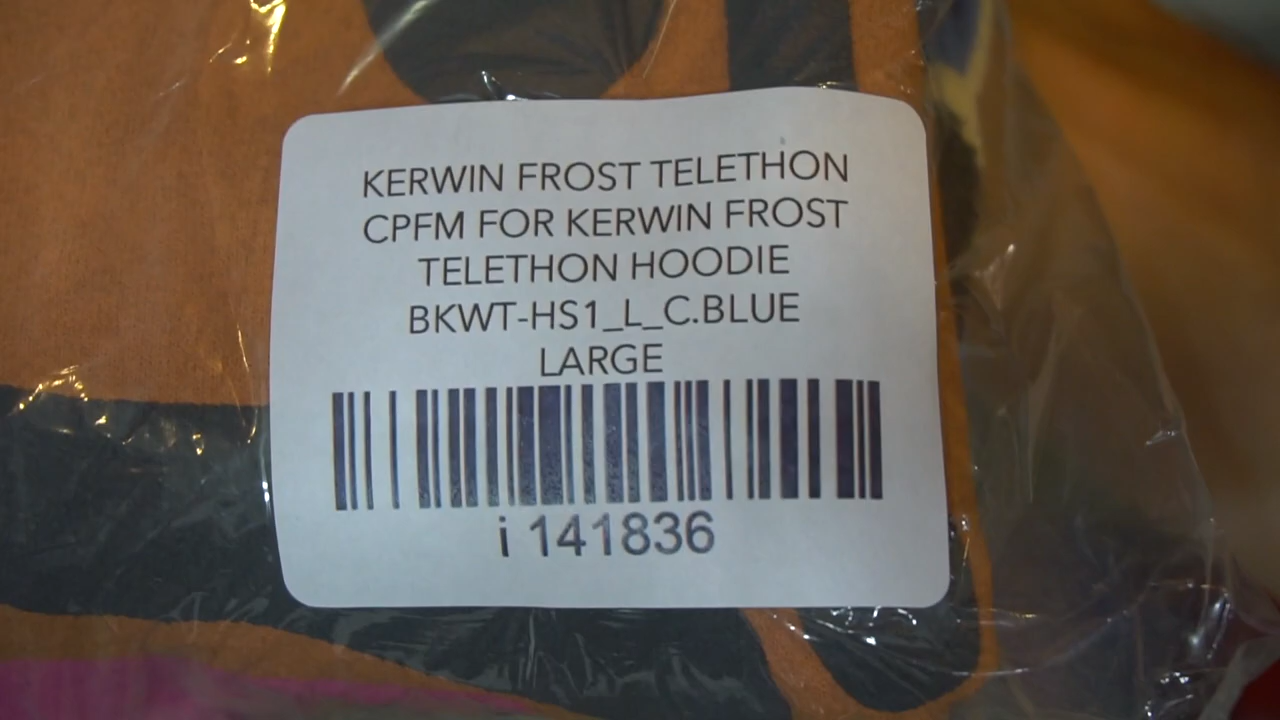 KERWIN FROST TELETHON
CPFM FOR KERWIN FROST
TELETHON HOODIE
BKWT-HS1_L_C.BLUE
LARGE
i 141836